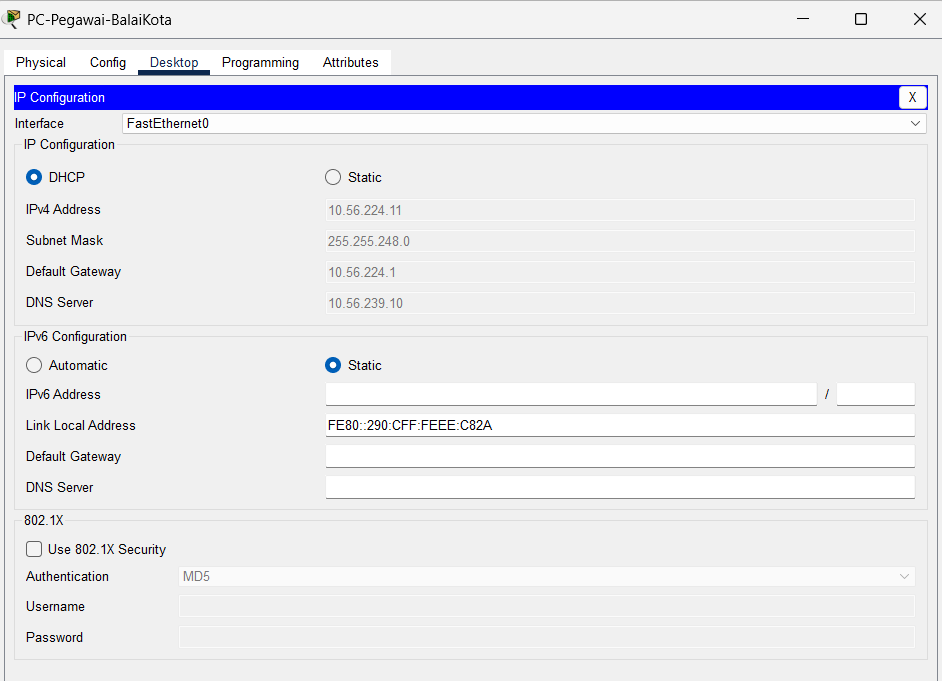 PC-Pegawai-BalaiKota
Physical Config Desktop Programming Attributes
IP Configuration X
Interface FastEthernet0
IP Configuration
DHCP Static
IPv4 Address 10.56.224.11
Subnet Mask 255.255.248.0
Default Gateway 10.56.224.1
DNS Server 10.56.239.10
IPv6 Configuration
Automatic Static
IPv6 Address /
Link Local Address FE80::290:CFF:FEEE:C82A
Default Gateway
DNS Server
802.1X
Use 802.1X Security
Authentication MD5
Username
Password